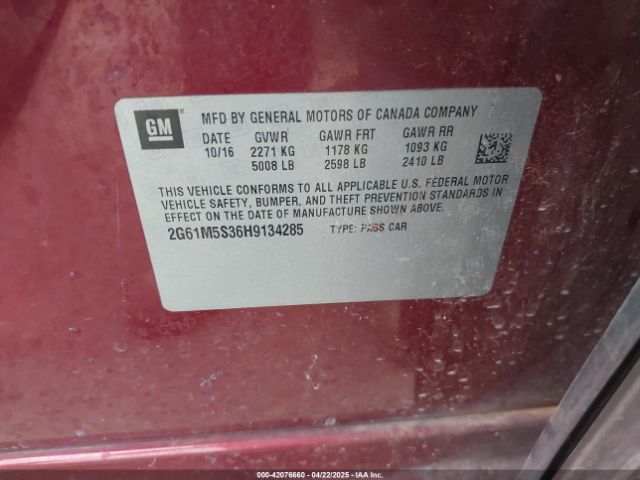 GM
MFD BY GENERAL MOTORS OF CANADA COMPANY
DATE GVWR GAWR FRT GAWR RR
10/16 2271 KG 1178 KG 1093 KG
5008 LB 2598 LB 2410 LB
THIS VEHICLE CONFORMS TO ALL APPLICABLE U.S. FEDERAL MOTOR
VEHICLE SAFETY, BUMPER, AND THEFT PREVENTION STANDARDS IN
EFFECT ON THE DATE OF MANUFACTURE SHOWN ABOVE.
2G61M5S36H9134285 TYPE: PASS CAR
000-42076660 04/22/2025 IAAI.COM